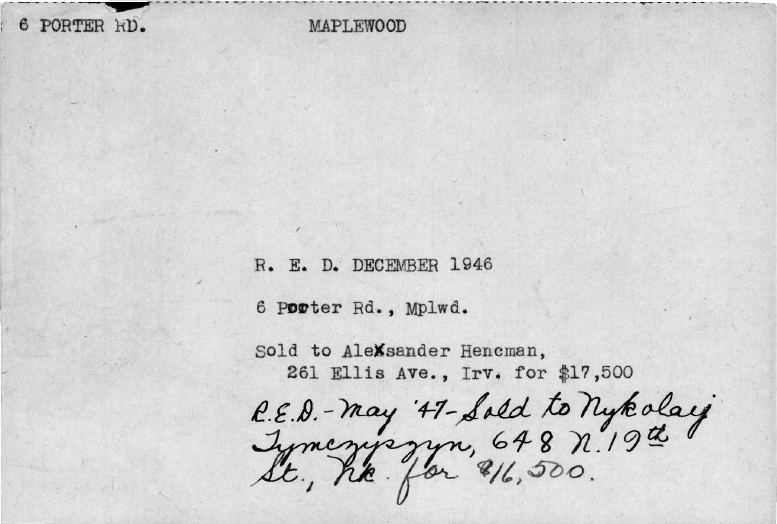 6 PORTER RD. MAPLEWOOD
R. E. D. DECEMBER 1946
6 Porter Rd., Mplwd.
Sold to Alexsander Hencman,
261 Ellis Ave., Irv. for $17,500
R.E.D. - May '47 - Sold to Nykolaij
Tymczyszyn, 648 N. 19th
St., Nk. for $16,500.